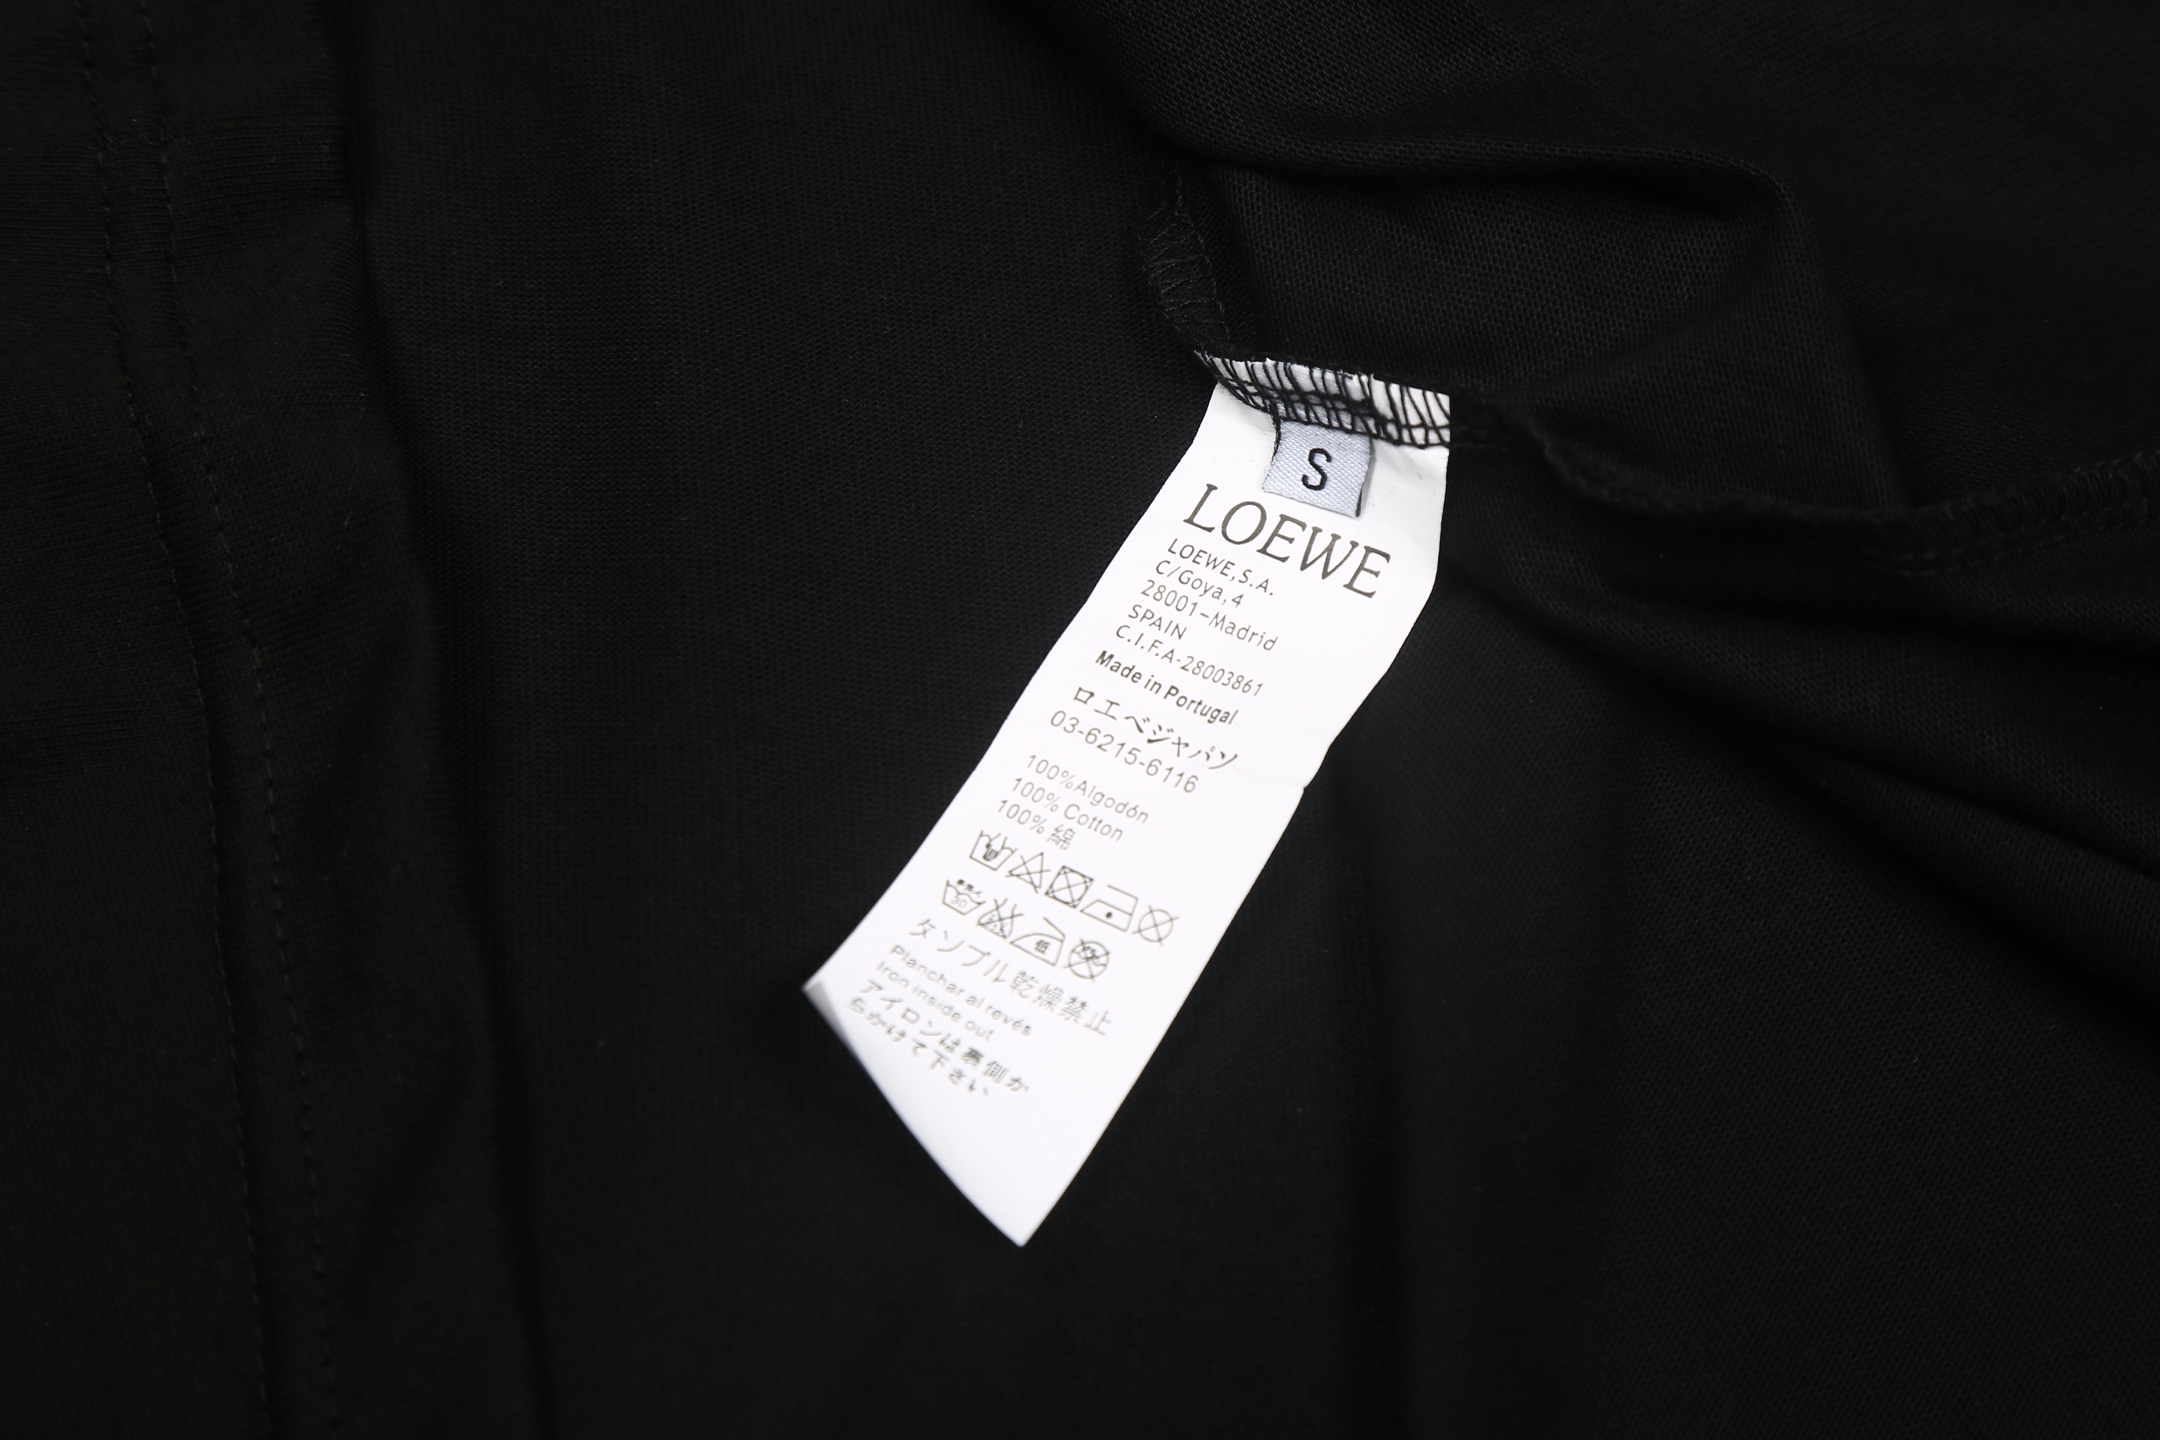 S
LOEWE
LOEWE,S.A.
C/Goya,4
28001-Madrid
SPAIN
C.I.F.A-28003861
Made in Portugal
ロエベジャパン
03-6215-6116
100%Algodón
100% Cotton
100% 綿
30
低
タンブル乾燥禁止
Planchar al revés
Iron inside out
アイロンは裏側か
らかけて下さい